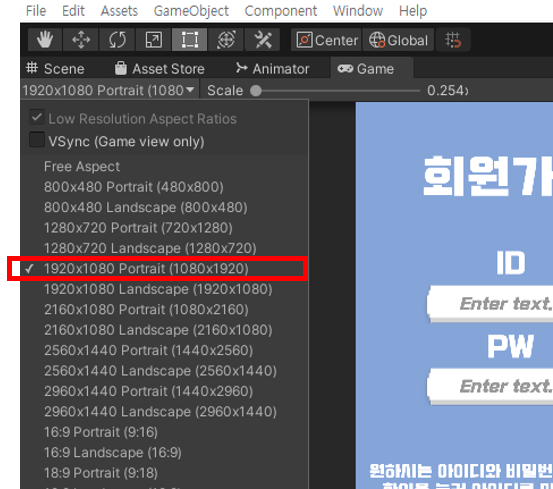 File Edit Assets GameObject Component Window Help
Center Global
Scene Asset Store Animator Game
1920x1080 Portrait (1080 Scale 0.254
Low Resolution Aspect Ratios
VSync (Game view only)
Free Aspect
800x480 Portrait (480x800)
800x480 Landscape (800x480)
1280x720 Portrait (720x1280)
1280x720 Landscape (1280x720)
1920x1080 Portrait (1080x1920)
1920x1080 Landscape (1920x1080)
2160x1080 Portrait (1080x2160)
2160x1080 Landscape (2160x1080)
2560x1440 Portrait (1440x2560)
2560x1440 Landscape (2560x1440)
2960x1440 Portrait (1440x2960)
2960x1440 Landscape (2960x1440)
16:9 Portrait (9:16)
16:9 Landscape (16:9)
18:9 Portrait (9:18)
회원가
ID
Enter text.
PW
Enter text.
원하시는 아이디와 비밀번